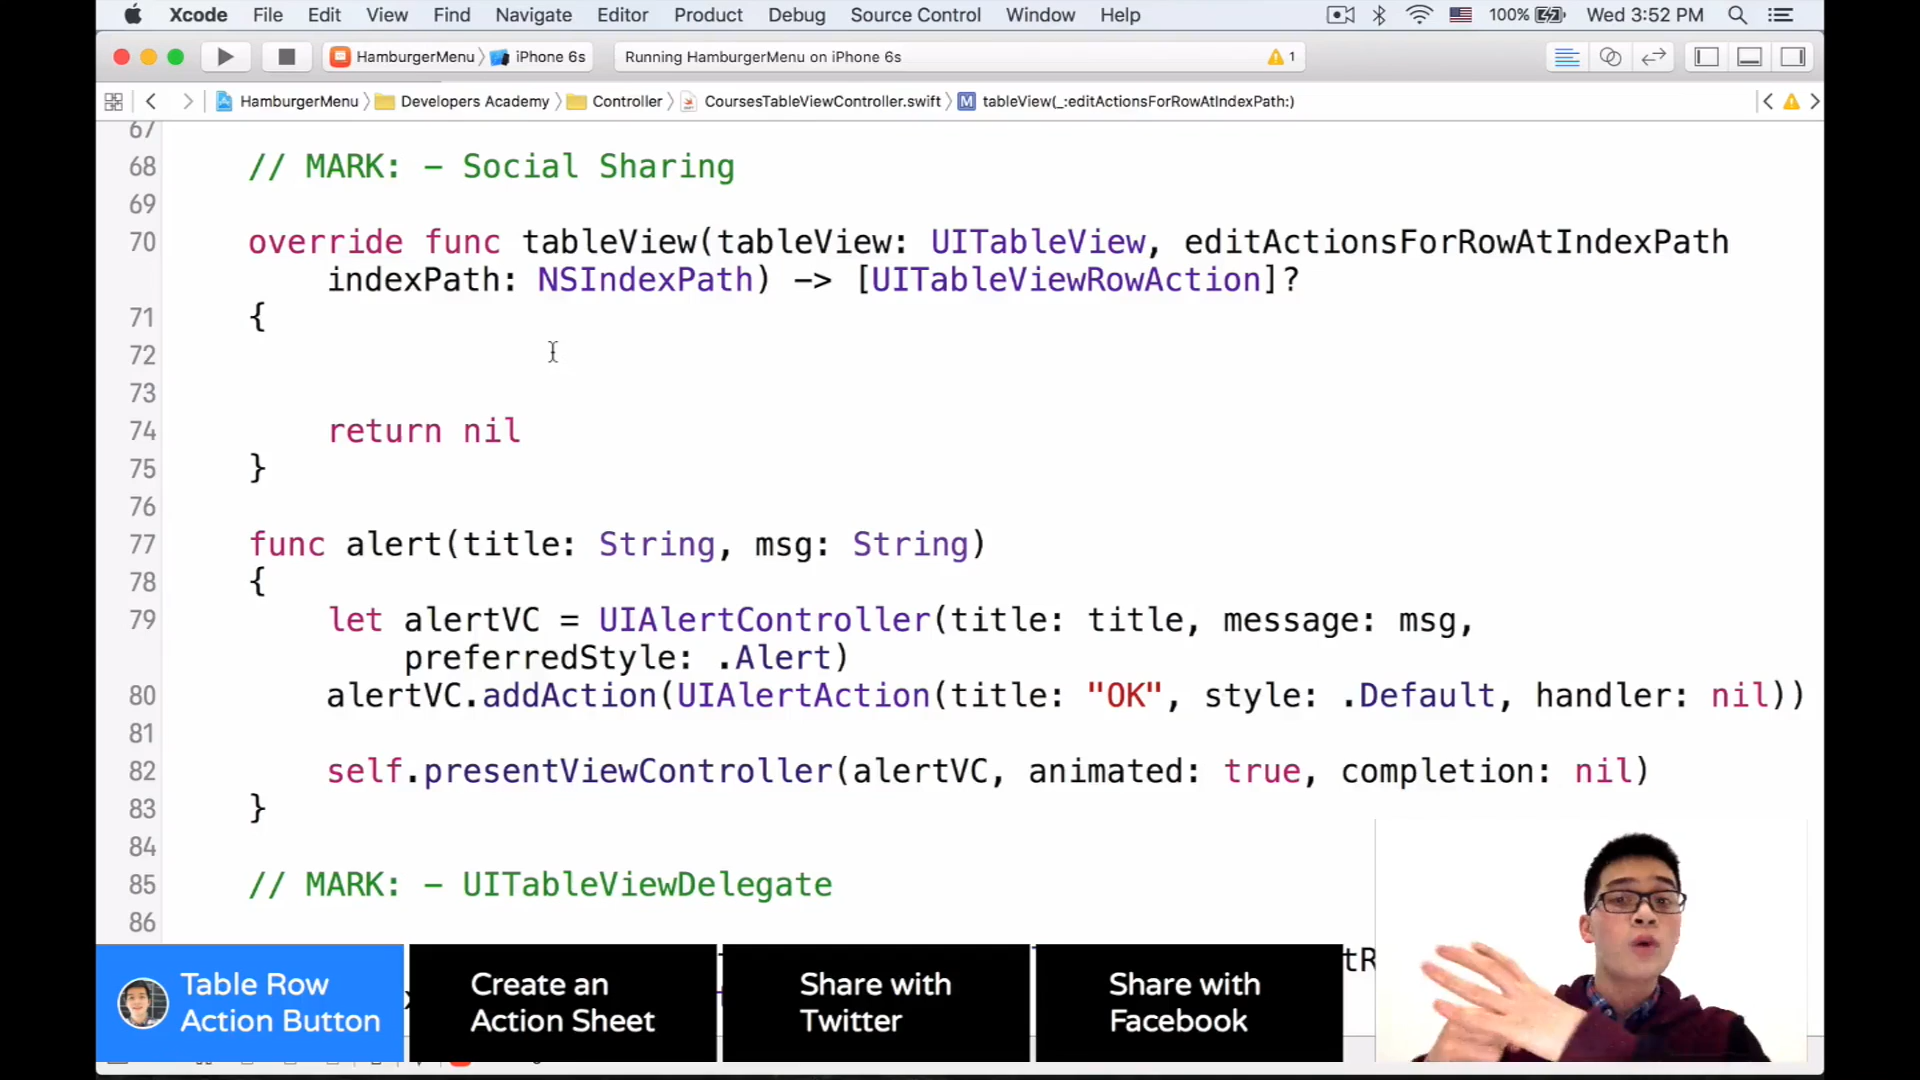 Xcode File Edit View Find Navigate Editor Product Debug Source Control Window Help 100% Wed 3:52 PM
HamburgerMenu iPhone 6s Running HamburgerMenu on iPhone 6s 1
HamburgerMenu Developers Academy Controller CoursesTableViewController.swift M tableView(_:editActionsForRowAtIndexPath:)
67
68 // MARK: - Social Sharing
69
70 override func tableView(tableView: UITableView, editActionsForRowAtIndexPath
indexPath: NSIndexPath) -> [UITableViewRowAction]?
71 {
72
73
74 return nil
75 }
76
77 func alert(title: String, msg: String)
78 {
79 let alertVC = UIAlertController(title: title, message: msg,
preferredStyle: .Alert)
80 alertVC.addAction(UIAlertAction(title: "OK", style: .Default, handler: nil))
81
82 self.presentViewController(alertVC, animated: true, completion: nil)
83 }
84
85 // MARK: - UITableViewDelegate
86
Table Row
Action Button
Create an
Action Sheet
Share with
Twitter
Share with
Facebook